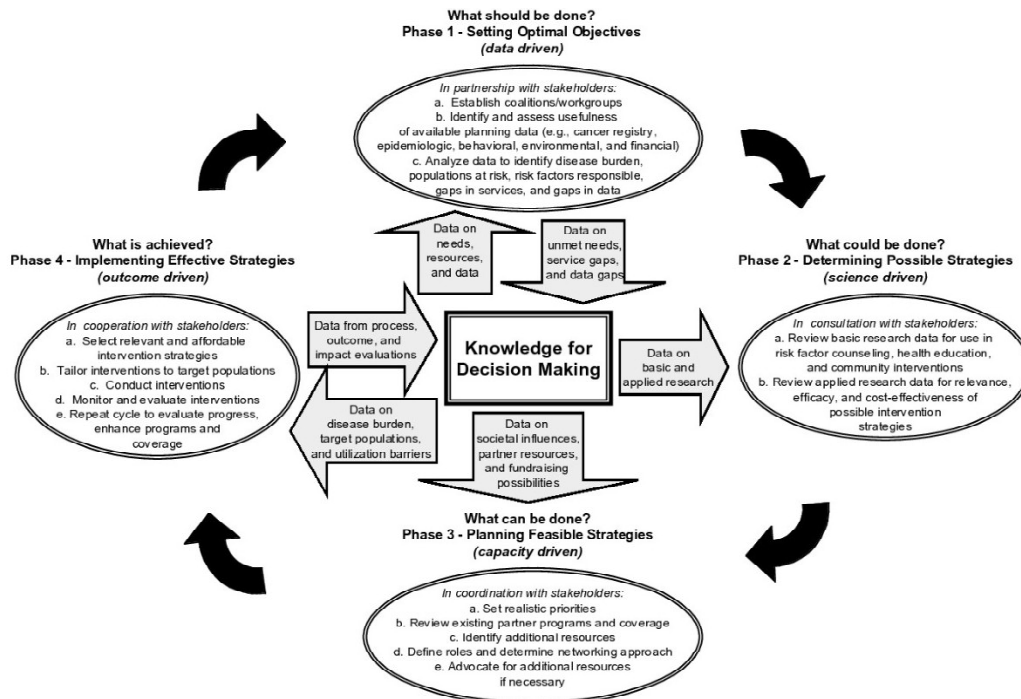 What should be done?
Phase 1 - Setting Optimal Objectives
(data driven)
In partnership with stakeholders:
a. Establish coalitions/workgroups
b. Identify and assess usefulness
of available planning data (e.g., cancer registry,
epidemiologic, behavioral, environmental, and financial)
c. Analyze data to identify disease burden,
populations at risk, risk factors responsible,
gaps in services, and gaps in data
Data on
needs,
resources,
and data
Data on
unmet needs,
service gaps,
and data gaps
What is achieved?
Phase 4 - Implementing Effective Strategies
(outcome driven)
In cooperation with stakeholders:
a. Select relevant and affordable
intervention strategies
b. Tailor interventions to target populations
c. Conduct interventions
d. Monitor and evaluate interventions
e. Repeat cycle to evaluate progress,
enhance programs and
coverage
Data from process,
outcome, and
impact evaluations
Data on
disease burden,
target populations,
and utilization barriers
Knowledge for
Decision Making
Data on
basic and
applied research
What could be done?
Phase 2 - Determining Possible Strategies
(science driven)
In consultation with stakeholders:
a. Review basic research data for use in
risk factor counseling, health education,
and community interventions
b. Review applied research data for relevance,
efficacy, and cost-effectiveness of
possible intervention
strategies
Data on
societal influences,
partner resources,
and fundraising
possibilities
What can be done?
Phase 3 - Planning Feasible Strategies
(capacity driven)
In coordination with stakeholders:
a. Set realistic priorities
b. Review existing partner programs and coverage
c. Identify additional resources
d. Define roles and determine networking approach
e. Advocate for additional resources
if necessary